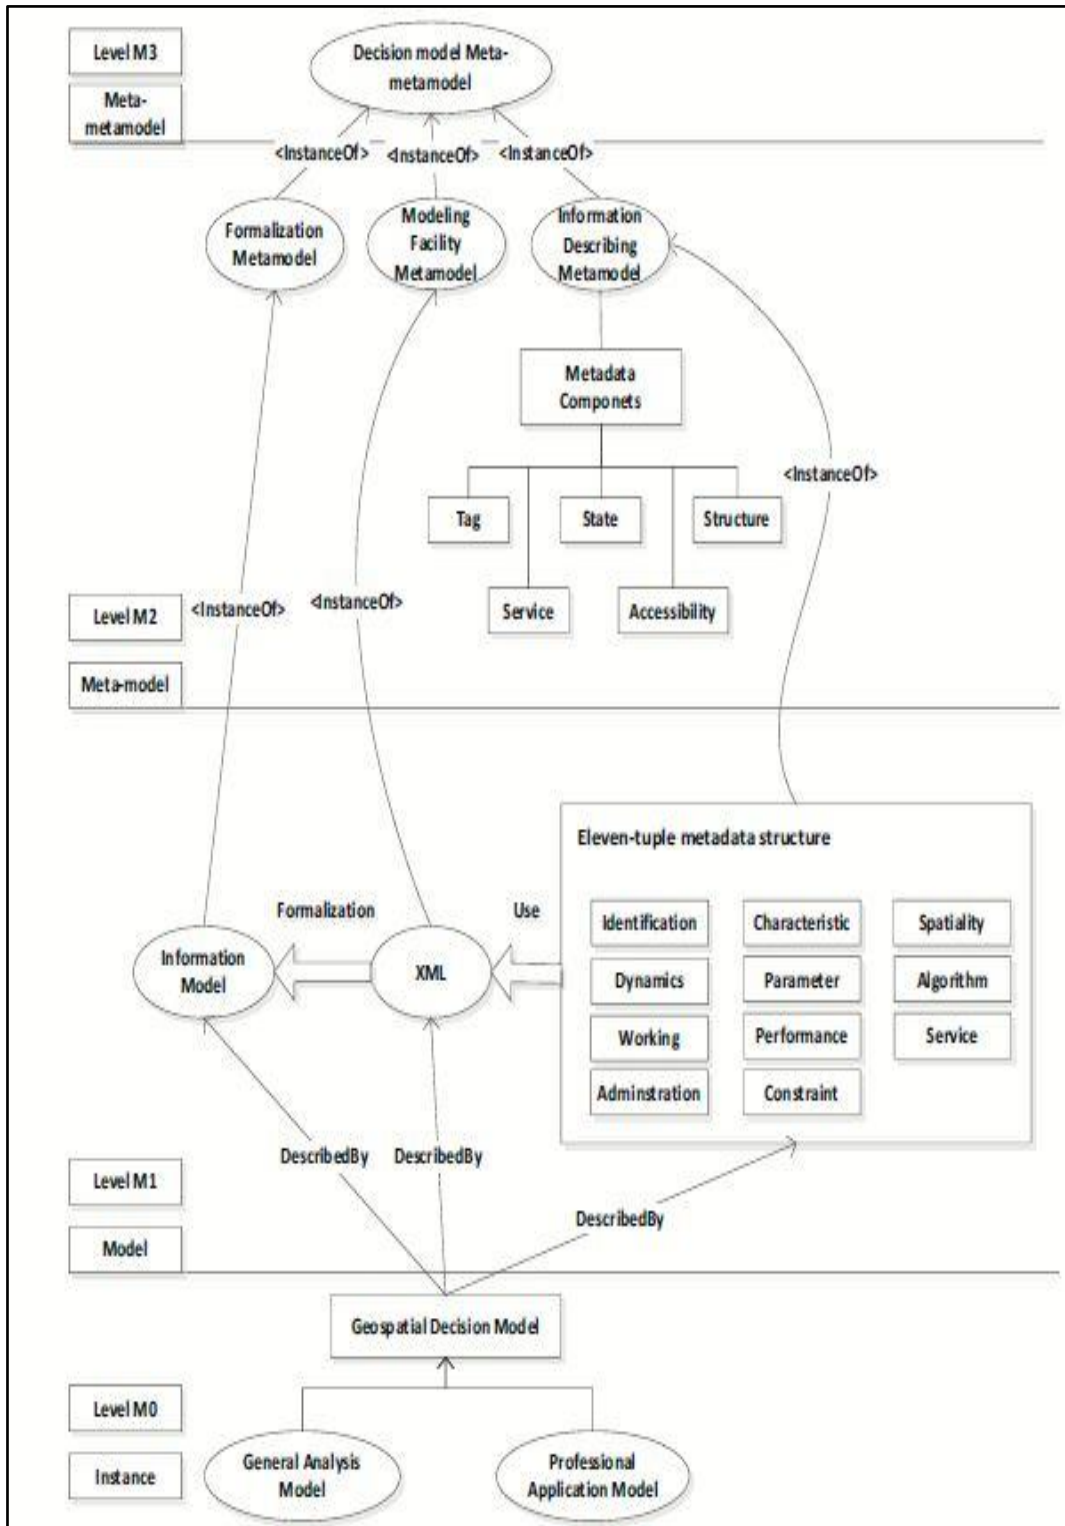 Level M3
Meta-
metamodel
Decision model Meta-
metamodel
<InstanceOf>
<InstanceOf>
<InstanceOf>
Formalization
Metamodel
Modeling
Facility
Metamodel
Information
Describing
Metamodel
Metadata
Componets
<InstanceOf>
Tag
State
Structure
Service
Accessibility
<InstanceOf>
<InstanceOf>
Level M2
Meta-model
Eleven-tuple metadata structure
Identification
Characteristic
Spatiality
Dynamics
Parameter
Algorithm
Working
Performance
Service
Adminstration
Constraint
Formalization
Use
Information
Model
XML
DescribedBy
DescribedBy
DescribedBy
Level M1
Model
Geospatial Decision Model
Level M0
Instance
General Analysis
Model
Professional
Application Model